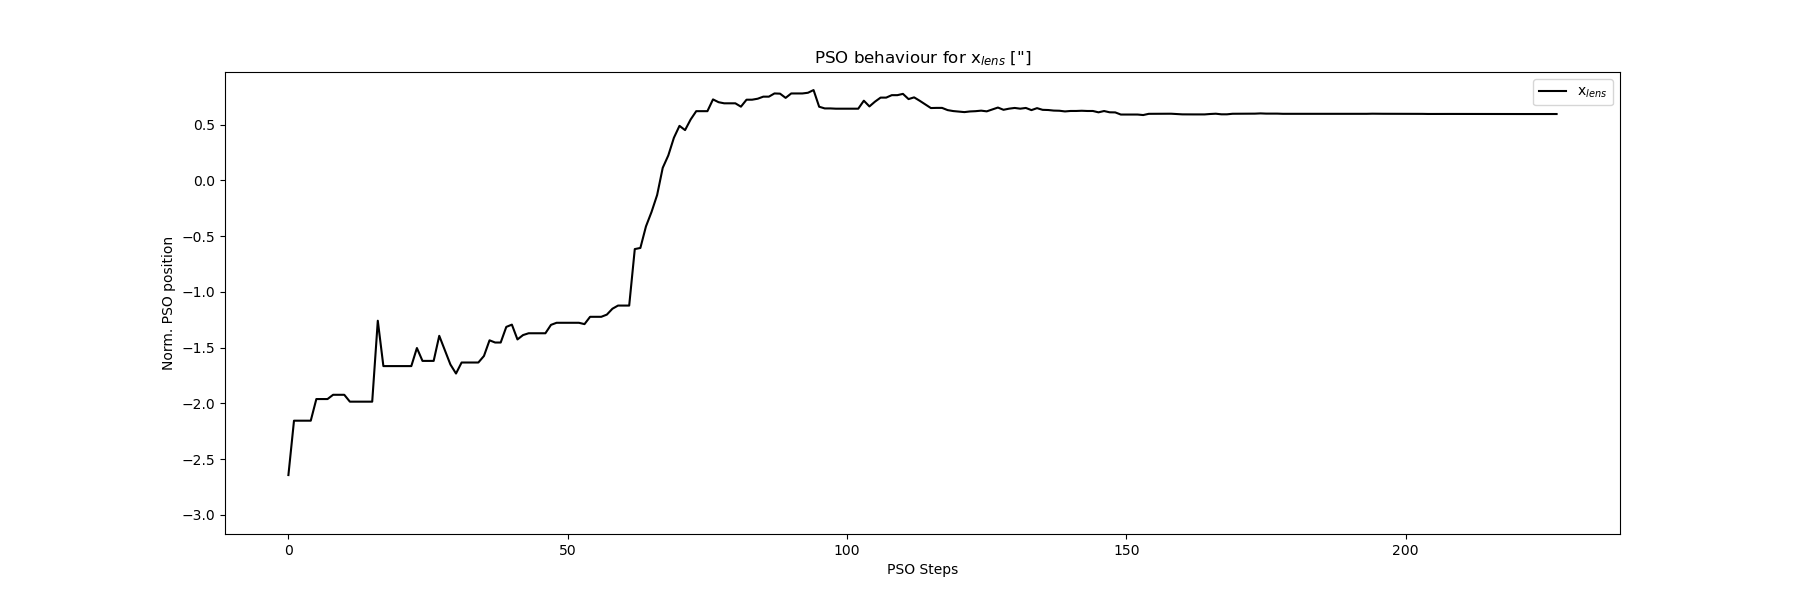 PSO behaviour for x_lens ["]
x_lens
0.5
0.0
−0.5
−1.0
−1.5
−2.0
−2.5
−3.0
Norm. PSO position
0 50 100 150 200
PSO Steps